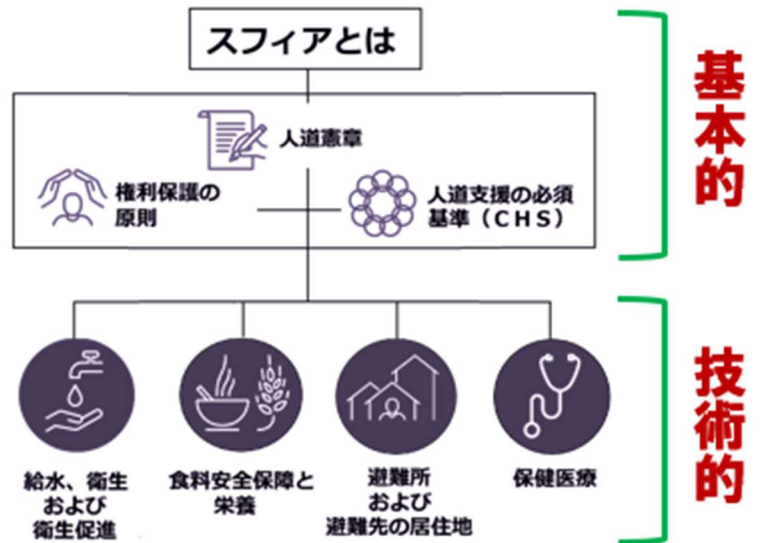 スフィアとは
人道憲章
権利保護の
原則
人道支援の必須
基準（CHS）
基本的
給水、衛生
および
衛生促進
食料安全保障と
栄養
避難所
および
避難先の居住地
保健医療
技術的